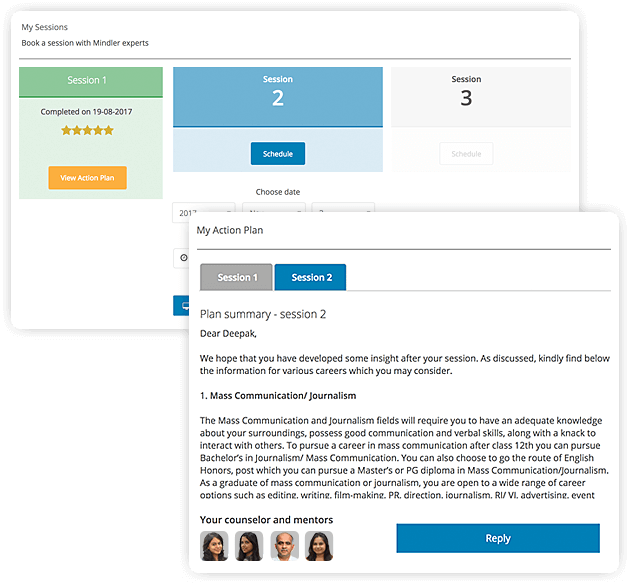 My Sessions
Book a session with Mindler experts
Session 1
Completed on 19-08-2017
View Action Plan
Session
2
Schedule
Session
3
Schedule
Choose date
2017
My Action Plan
Session 1
Session 2
Plan summary - session 2
Dear Deepak,
We hope that you have developed some insight after your session. As discussed, kindly find below
the information for various careers which you may consider.
1. Mass Communication/ Journalism
The Mass Communication and Journalism fields will require you to have an adequate knowledge
about your surroundings, possess good communication and verbal skills, along with a knack to
interact with others. To pursue a career in mass communication after class 12th you can pursue
Bachelor's in Journalism/ Mass Communication. You can also choose to go the route of English
Honors, post which you can pursue a Master's or PG diploma in Mass Communication/Journalism.
As a graduate of mass communication or journalism, you are open to a wide range of career
options such as editing, writing, film-making, PR, direction, journalism, RJ/ VJ, advertising, event
Your counselor and mentors
Reply